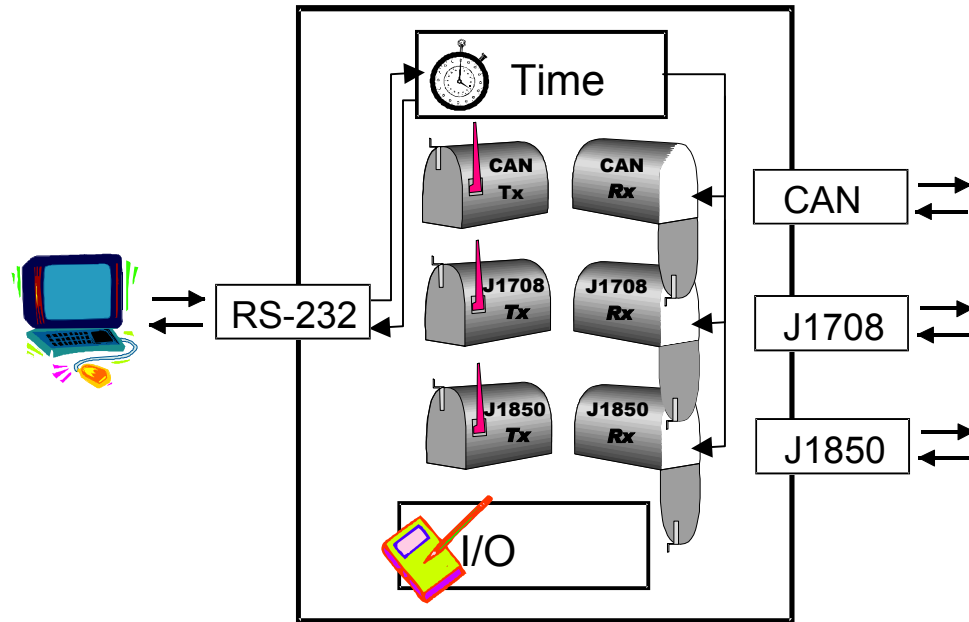 Time
CAN
Tx
CAN
Rx
CAN
J1708
Tx
J1708
Rx
RS-232
J1708
J1850
Tx
J1850
Rx
J1850
I/O